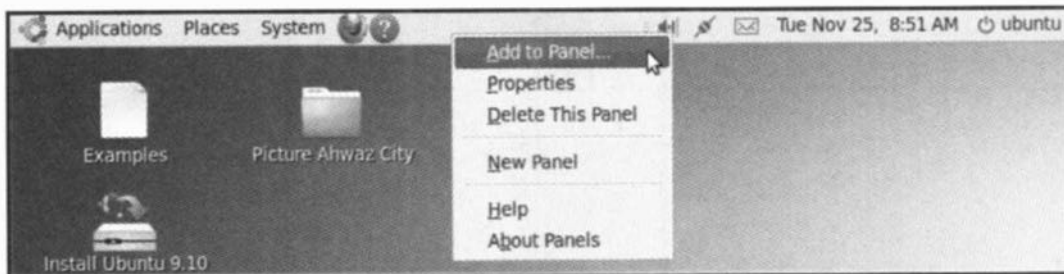 Applications Places System
Tue Nov 25, 8:51 AM ubuntu
Add to Panel...
Properties
Delete This Panel
New Panel
Help
About Panels
Examples
Picture Ahwaz City
Install Ubuntu 9.10